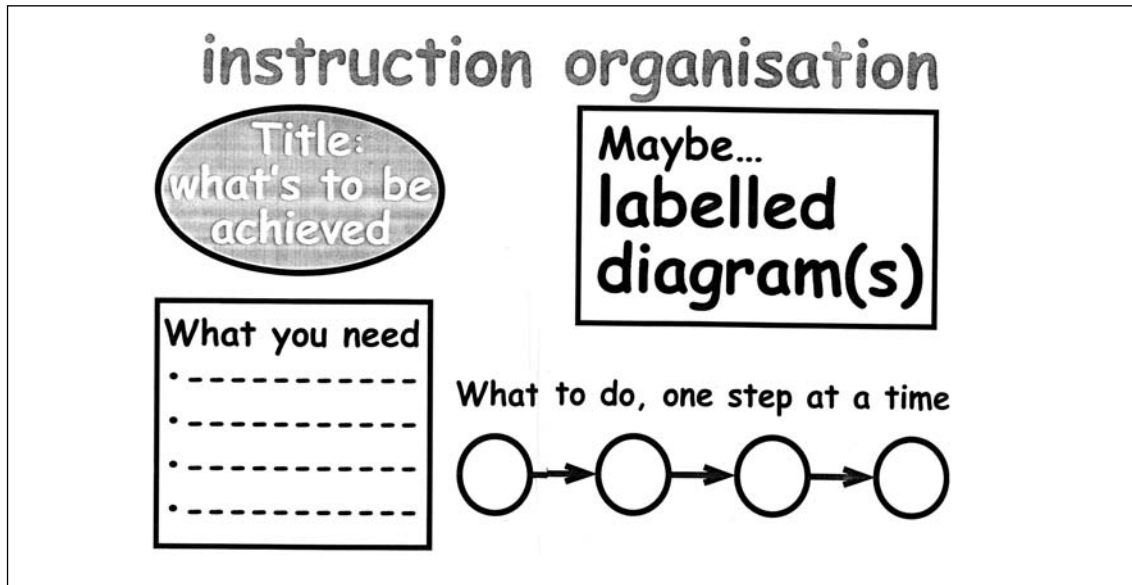 instruction organisation
Title:
what's to be
achieved
Maybe...
labelled
diagram(s)
What you need
What to do, one step at a time